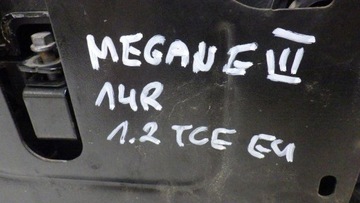 MEGANE III
14R
1.2 TCE EU